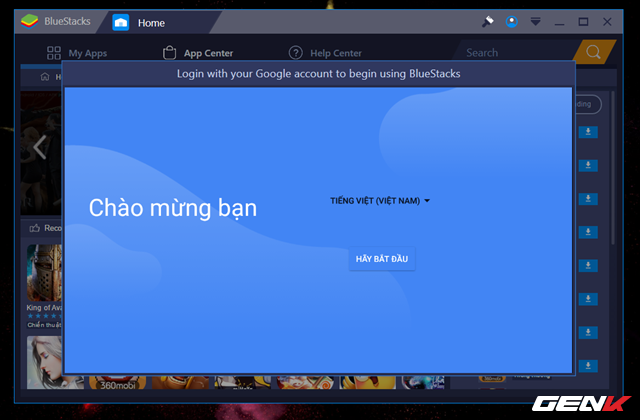 BlueStacks
Home
My Apps
App Center
Help Center
Search
Login with your Google account to begin using BlueStacks
Chào mừng bạn
TIẾNG VIỆT (VIỆT NAM)
HÃY BẮT ĐẦU
King of Ava
Chiến thuật
360mobi
GENK